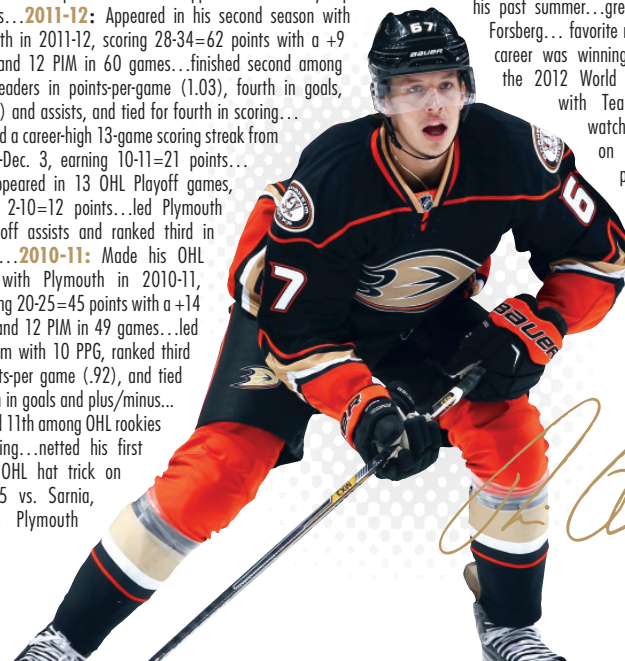 s…2011-12: Appeared in his second season with
th in 2011-12, scoring 28-34=62 points with a +9
and 12 PIM in 60 games…finished second among
eaders in points-per-game (1.03), fourth in goals,
) and assists, and tied for fourth in scoring…
d a career-high 13-game scoring streak from
-Dec. 3, earning 10-11=21 points…
ppeared in 13 OHL Playoff games,
2-10=12 points…led Plymouth
off assists and ranked third in
…2010-11: Made his OHL
with Plymouth in 2010-11,
ng 20-25=45 points with a +14
and 12 PIM in 49 games…led
m with 10 PPG, ranked third
ts-per game (.92), and tied
in goals and plus/minus...
d 11th among OHL rookies
ing…netted his first
OHL hat trick on
5 vs. Sarnia,
Plymouth
his past summer…gre
Forsberg… favorite
career was winning
the 2012 World
with Tea
watch
on
p
67
BAUER
67
67
BAUER